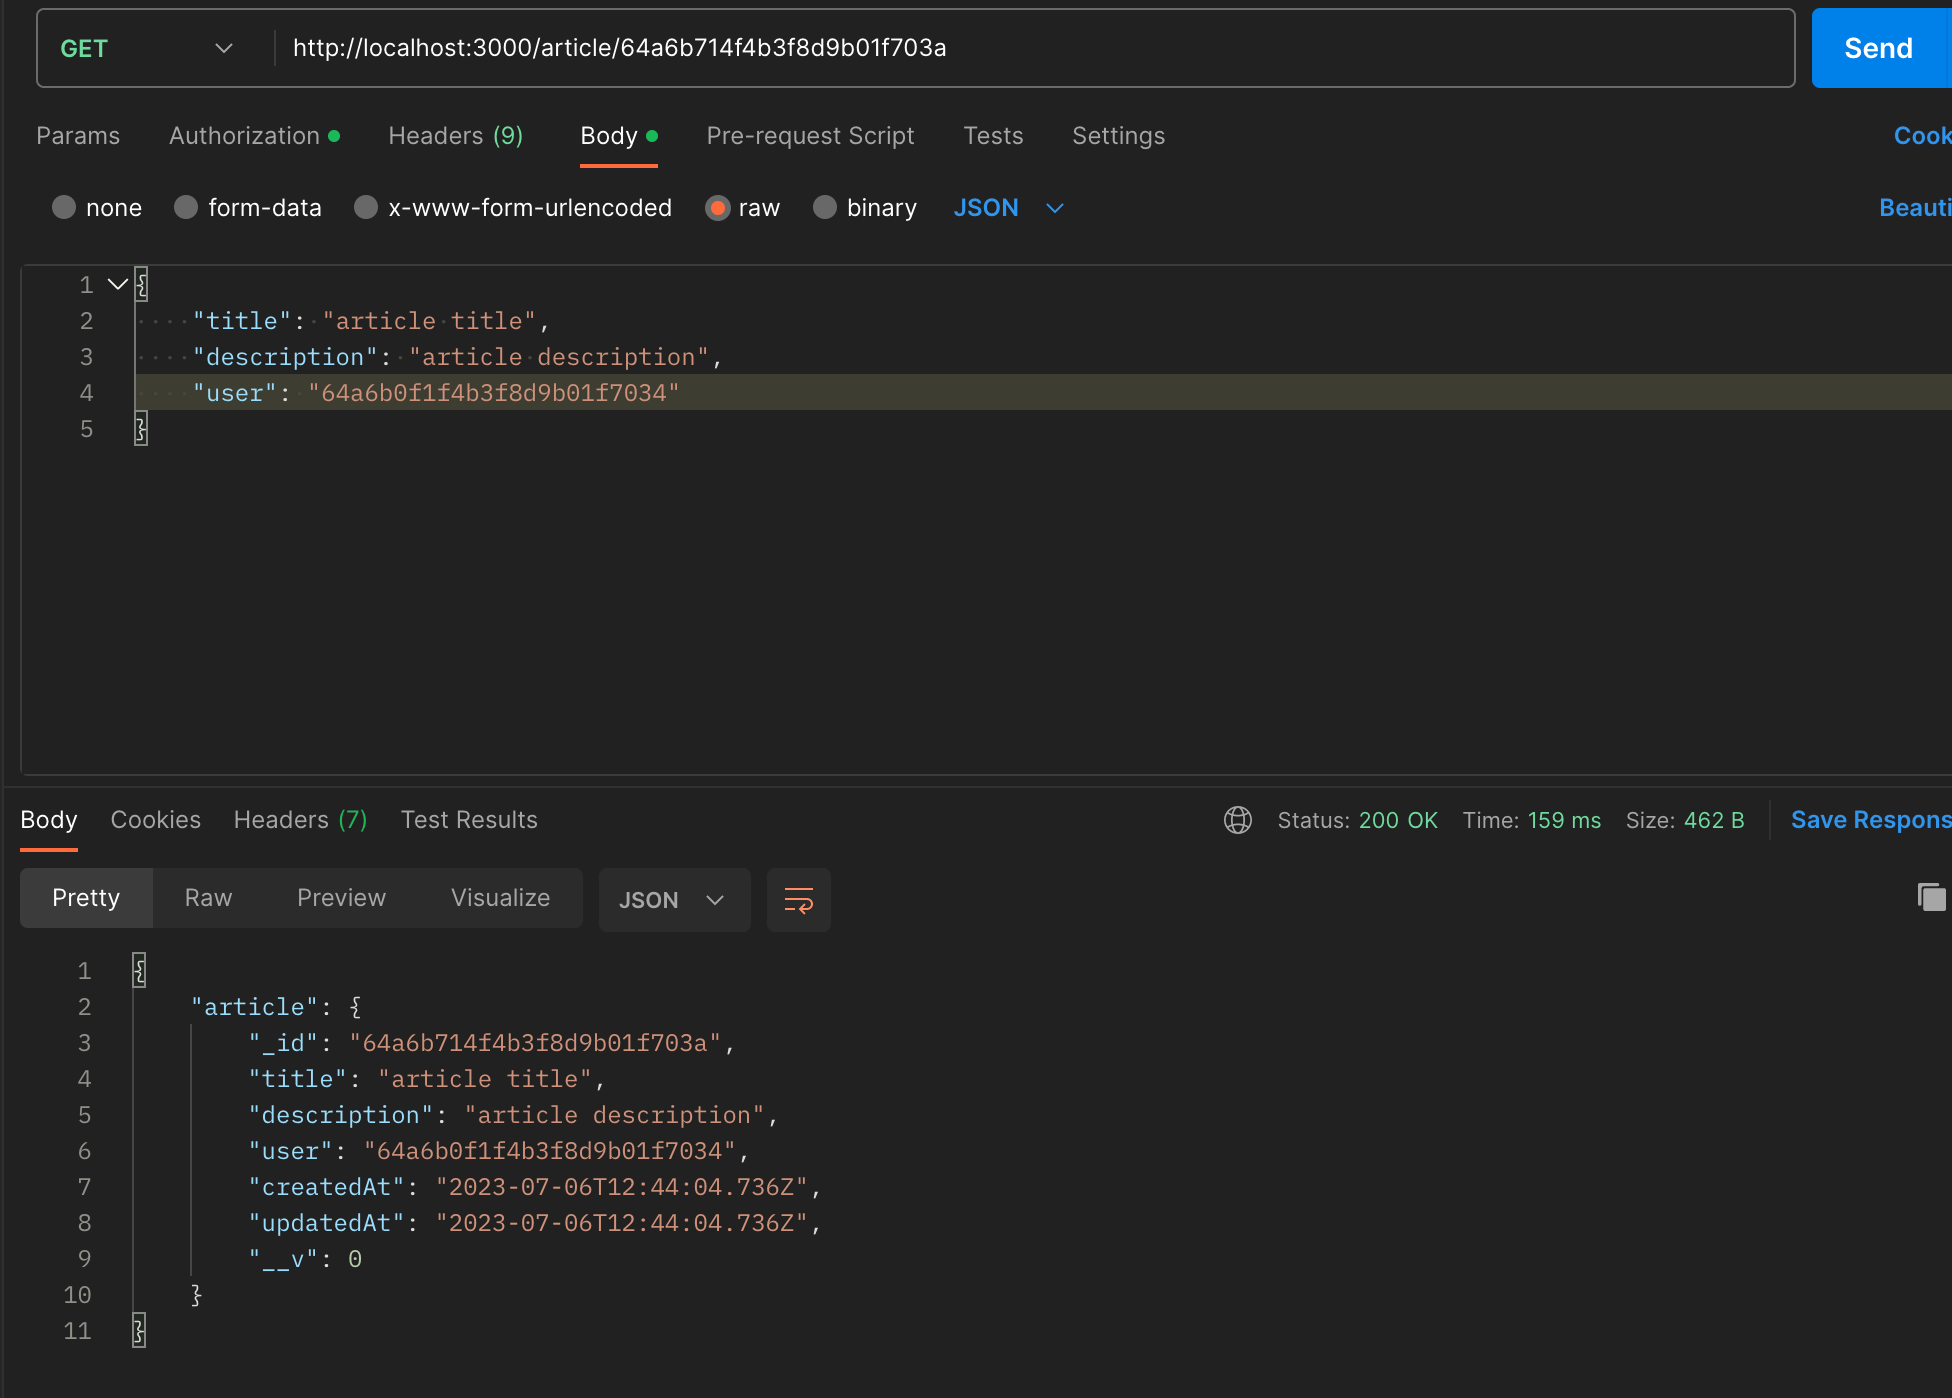 GET http://localhost:3000/article/64a6b714f4b3f8d9b01f703a Send
Params Authorization Headers (9) Body Pre-request Script Tests Settings Cook
none form-data x-www-form-urlencoded raw binary JSON Beauti
1 {
2 "title": "article title",
3 "description": "article description",
4 "user": "64a6b0f1f4b3f8d9b01f7034"
5 }
Body Cookies Headers (7) Test Results Status: 200 OK Time: 159 ms Size: 462 B Save Respons
Pretty Raw Preview Visualize JSON
1 {
2 "article": {
3 "_id": "64a6b714f4b3f8d9b01f703a",
4 "title": "article title",
5 "description": "article description",
6 "user": "64a6b0f1f4b3f8d9b01f7034",
7 "createdAt": "2023-07-06T12:44:04.736Z",
8 "updatedAt": "2023-07-06T12:44:04.736Z",
9 "__v": 0
10 }
11 }